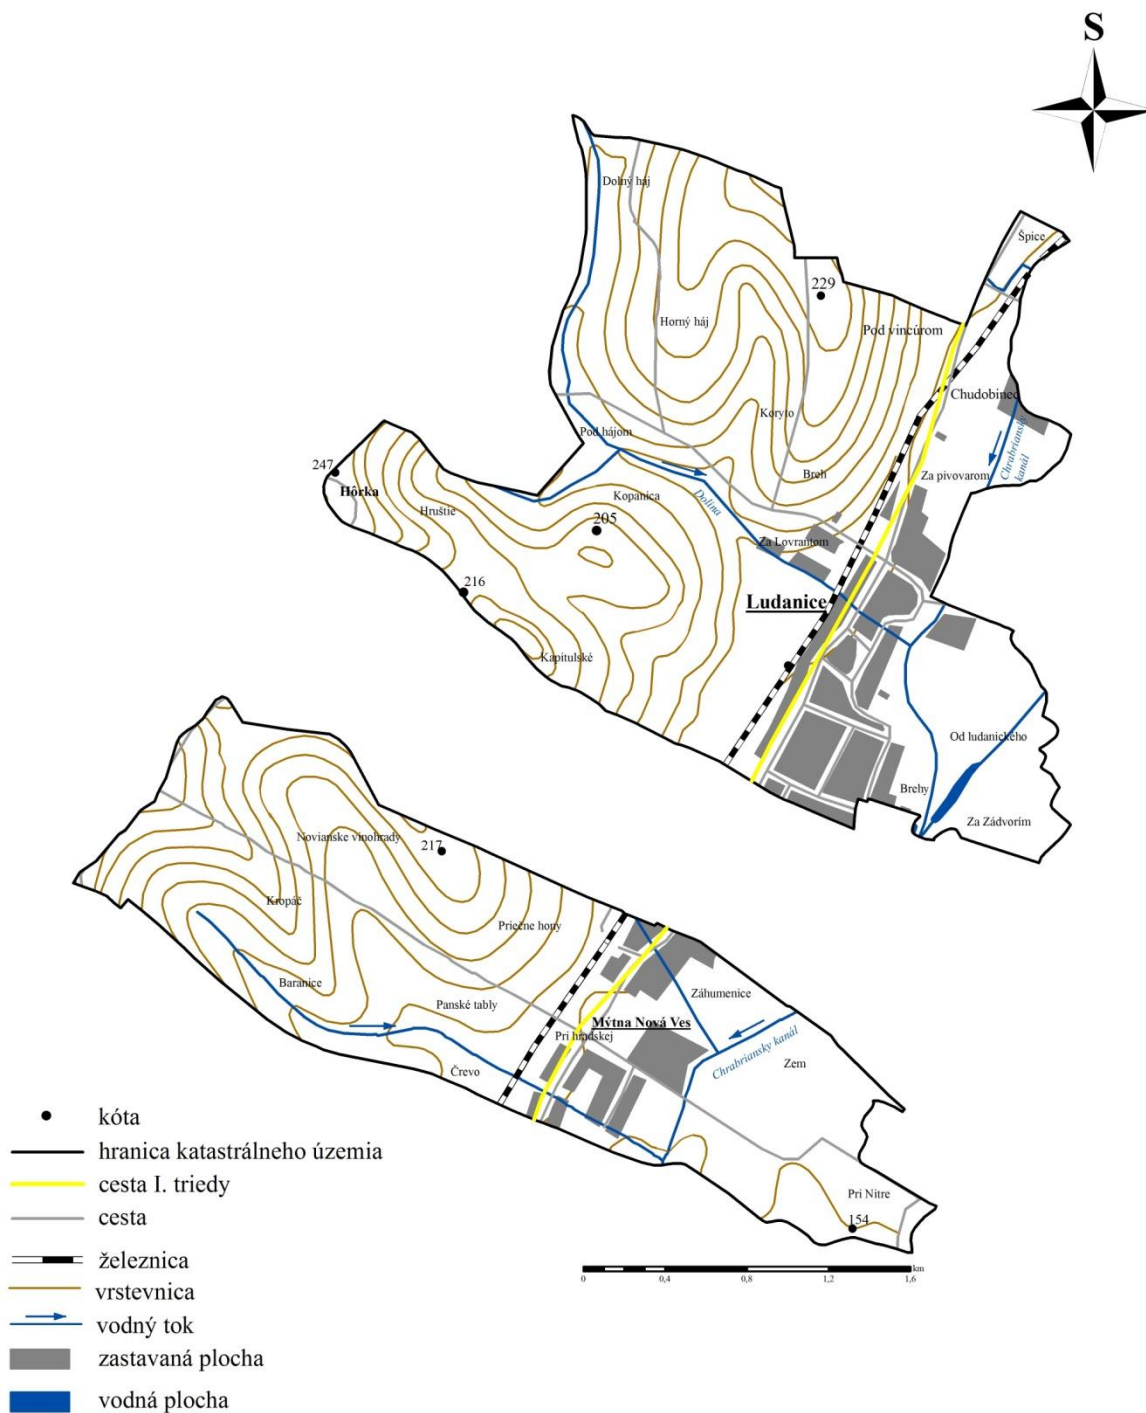 S
Dolný háj
Špice
229
Horný háj
Pod vincúrom
Chudobinec
Koryto
Pod hájom
247
Hôrka
Breh
Za pivovarom
Chrabriansky
kanál
Kopanica
Hruštie
Dolina
205
Za Lovrantom
216
Ludanice
Kapitulské
Od ludanického
Brehy
Za Zádvorím
Novianske vinohrady
217
Kropáč
Priečne hony
Baranice
Panské tably
Záhumenice
Mýtna Nová Ves
Pri hradskej
Chrabriansky kanál
Zem
Črevo
Pri Nitre
154
kóta
hranica katastrálneho územia
cesta I. triedy
cesta
železnica
vrstevnica
vodný tok
zastavaná plocha
vodná plocha
km
0 0,4 0,8 1,2 1,6